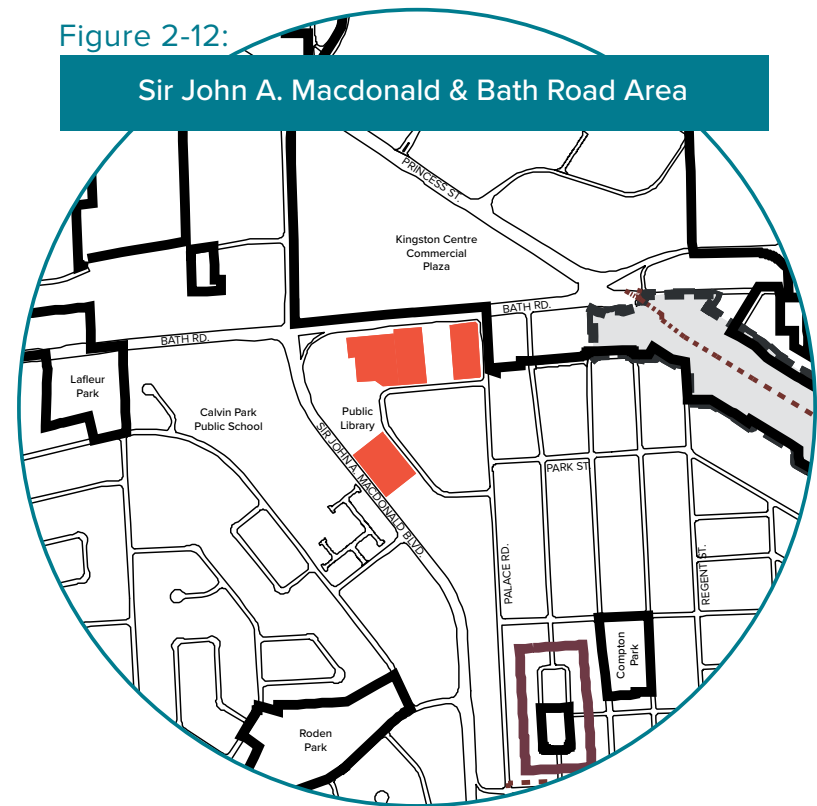 Figure 2-12:
Sir John A. Macdonald & Bath Road Area
PRINCESS ST.
Kingston Centre
Commercial
Plaza
BATH RD.
BATH RD.
Lafleur
Park
Calvin Park
Public School
Public
Library
SIR JOHN A. MACDONALD BLVD.
PARK ST
PALACE RD.
REGENT ST.
Compton
Park
Roden
Park